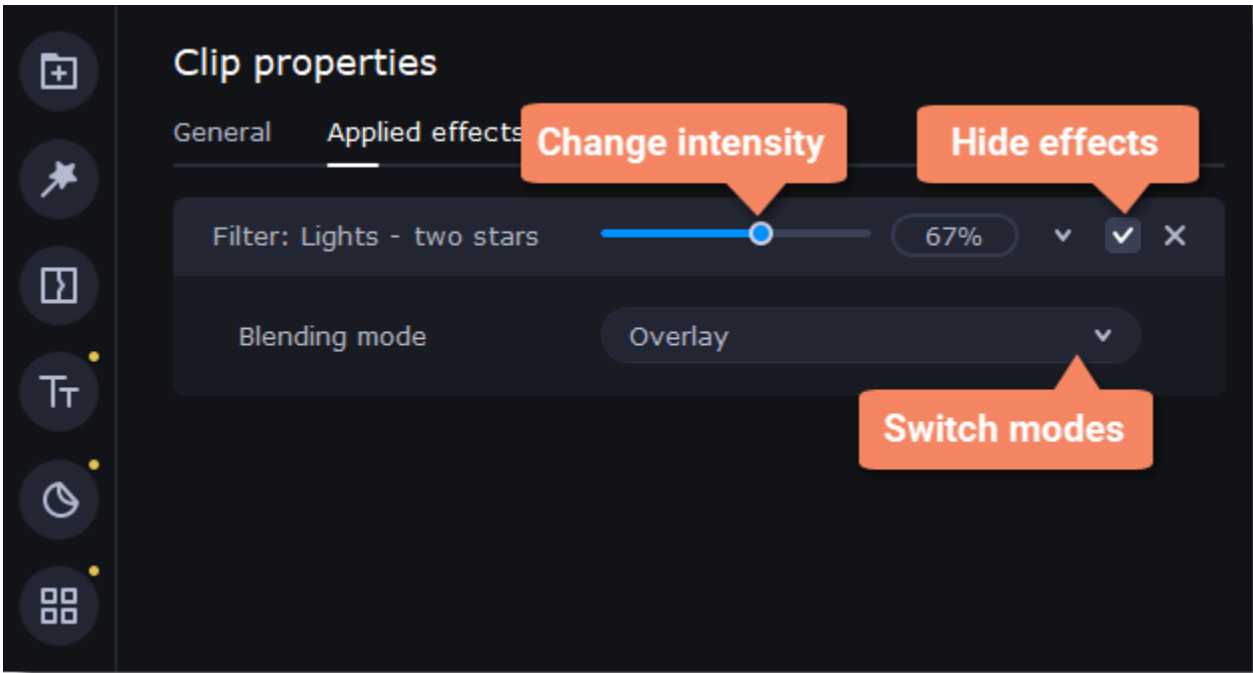 Clip properties
General
Applied effects
Change intensity
Hide effects
Filter: Lights - two stars
67%
Blending mode
Overlay
Switch modes
TT